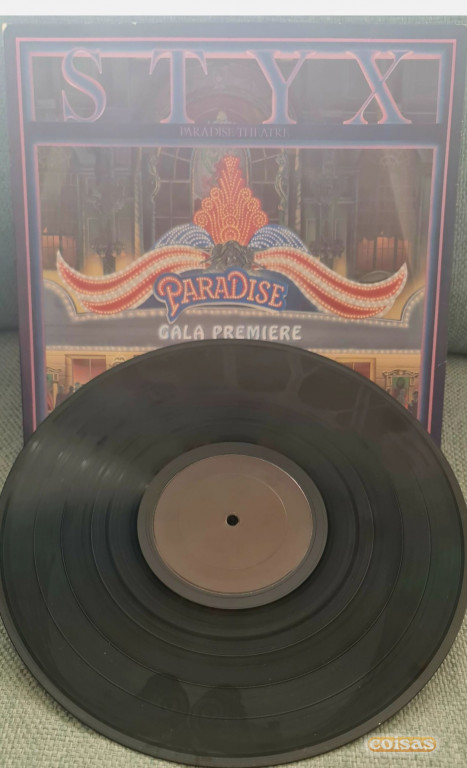 STYX
PARADISE THEATRE
PARADISE
GALA PREMIERE
coisas